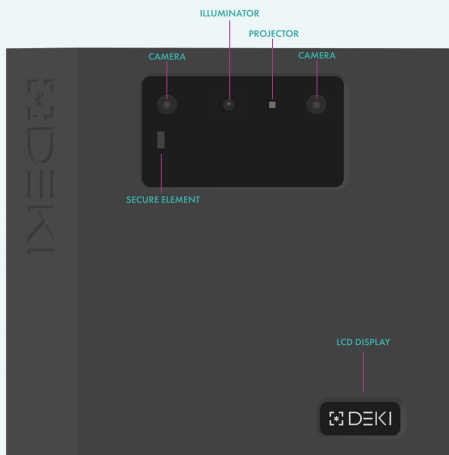 ILLUMINATOR
PROJECTOR
CAMERA
CAMERA
DEKI
SECURE ELEMENT
LCD DISPLAY
[*] DEKI